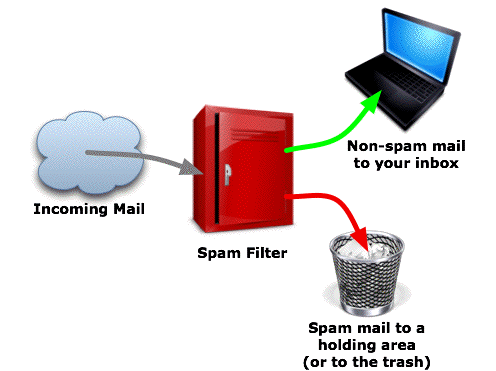 Incoming Mail
Spam Filter
Non-spam mail
to your inbox
Spam mail to a
holding area
(or to the trash)